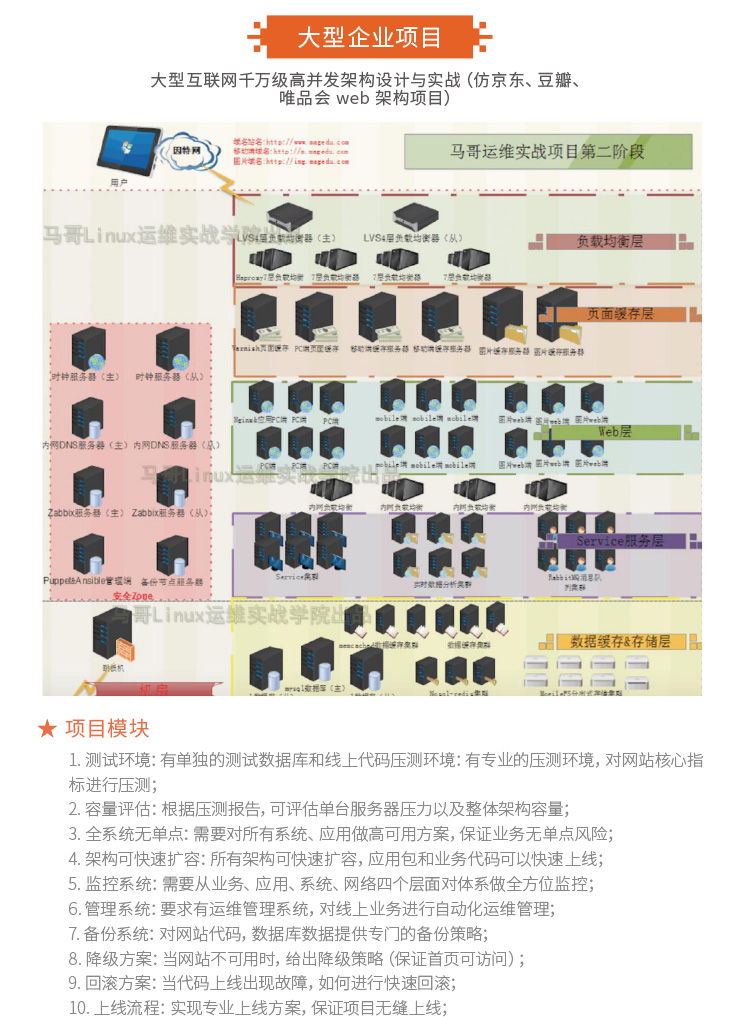 大型企业项目
大型互联网千万级高并发架构设计与实战（仿京东、豆瓣、
唯品会 web 架构项目）
因特网
域名站名:http://www.magedu.com
移动端域名:http://m.magedu.com
图片域名:http://img.magedu.com
马哥运维实战项目第二阶段
用户
马哥Linux运维实战学院出品
LVS4层负载均衡器（主）
LVS4层负载均衡器（从）
负载均衡层
Haproxy7层负载均衡
7层负载均衡器
7层负载均衡器
7层负载均衡器
页面缓存层
Varnish页面缓存
PC端页面缓存
移动端缓存服务器
移动端缓存服务器
图片缓存服务器
图片缓存服务器
时钟服务器（主）
时钟服务器（从）
Nginx应用PC端
PC端
PC端
mobile端
mobile端
mobile端
图片web端
图片web端
图片web端
Web层
内网DNS服务器（主）
内网DNS服务器（从）
PC端
PC端
PC端
mobile端
mobile端
mobile端
图片web端
图片web端
图片web端
马哥Linux运维实战学院出品
内网负载均衡
内网负载均衡
内网负载均衡
内网负载均衡
Zabbix服务器（主）
Zabbix服务器（从）
Service服务层
Service集群
实时数据分析集群
RabbitMQ消息队
列集群
Puppet&Ansible管理端
备份节点服务器
安全Zone
马哥Linux运维实战学院出品
memcached数据缓存集群
数据缓存集群
数据缓存&存储层
跳板机
mysql数据库（主）
Nosql-redis集群
MogileFS分布式存储集群
机房
★ 项目模块
1. 测试环境：有单独的测试数据库和线上代码压测环境：有专业的压测环境，对网站核心指
标进行压测；
2. 容量评估：根据压测报告，可评估单台服务器压力以及整体架构容量；
3. 全系统无单点：需要对所有系统、应用做高可用方案，保证业务无单点风险；
4. 架构可快速扩容：所有架构可快速扩容，应用包和业务代码可以快速上线；
5. 监控系统：需要从业务、应用、系统、网络四个层面对体系做全方位监控；
6. 管理系统：要求有运维管理系统，对线上业务进行自动化运维管理；
7. 备份系统：对网站代码，数据库数据提供专门的备份策略；
8. 降级方案：当网站不可用时，给出降级策略（保证首页可访问）；
9. 回滚方案：当代码上线出现故障，如何进行快速回滚；
10. 上线流程：实现专业上线方案，保证项目无缝上线；